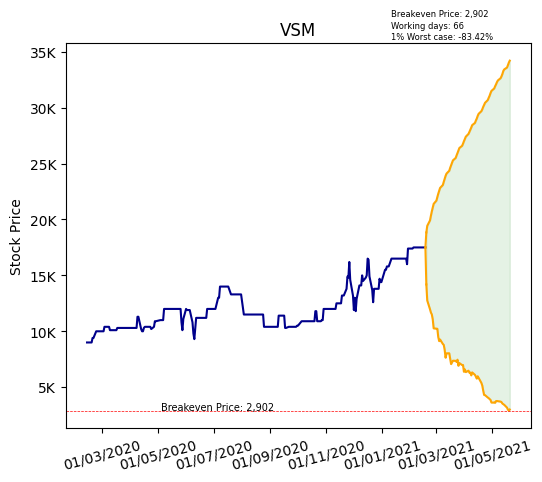 Breakeven Price: 2,902
Working days: 66
1% Worst case: -83.42%
VSM
35K
30K
25K
20K
15K
10K
5K
Stock Price
Breakeven Price: 2,902
01/03/2020
01/05/2020
01/07/2020
01/09/2020
01/11/2020
01/01/2021
01/03/2021
01/05/2021